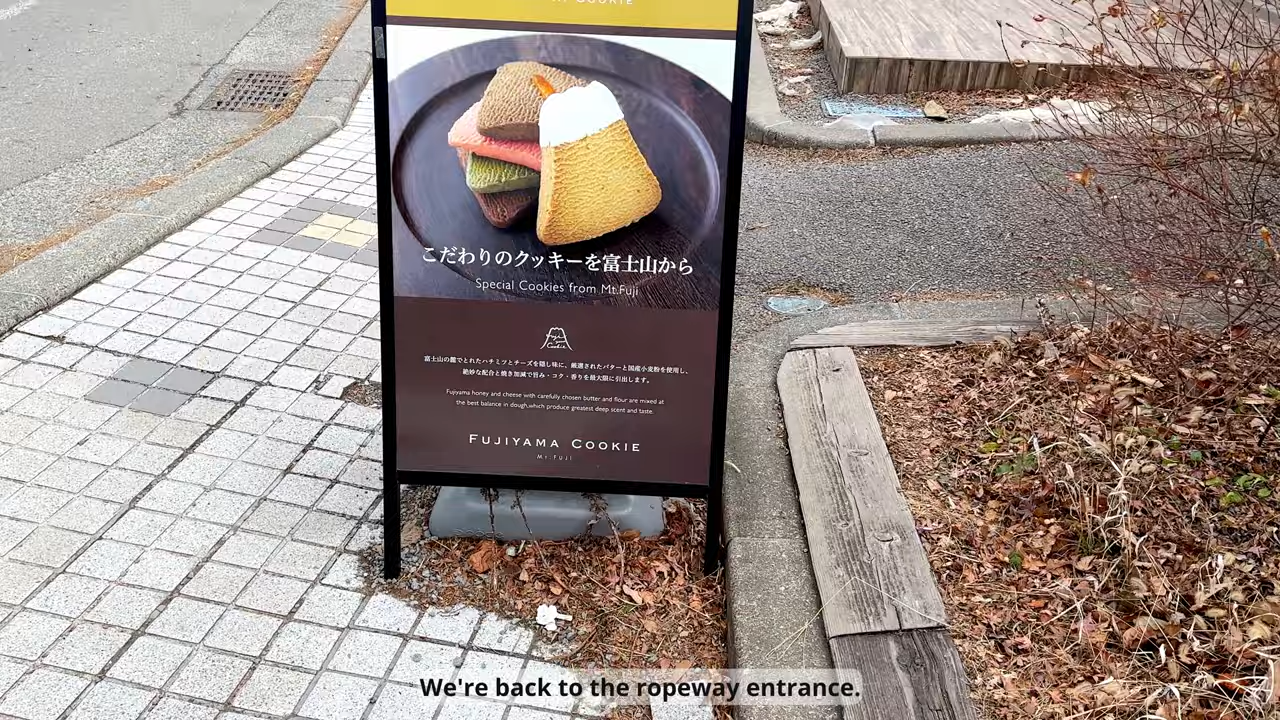 COOKIE
こだわりのクッキーを富士山から
Special Cookies from Mt.Fuji
富士山の麓でとれたハチミツとチーズを隠し味に、厳選されたバターと国産小麦粉を使用し、
絶妙な配合と焼き加減で旨み・コク・香りを最大限に引出します。
Fujiyama honey and cheese with carefully chosen butter and flour are mixed at
the best balance in dough,which produce greatest deep scent and taste.
FUJIYAMA COOKIE
Mt.FUJI
We're back to the ropeway entrance.